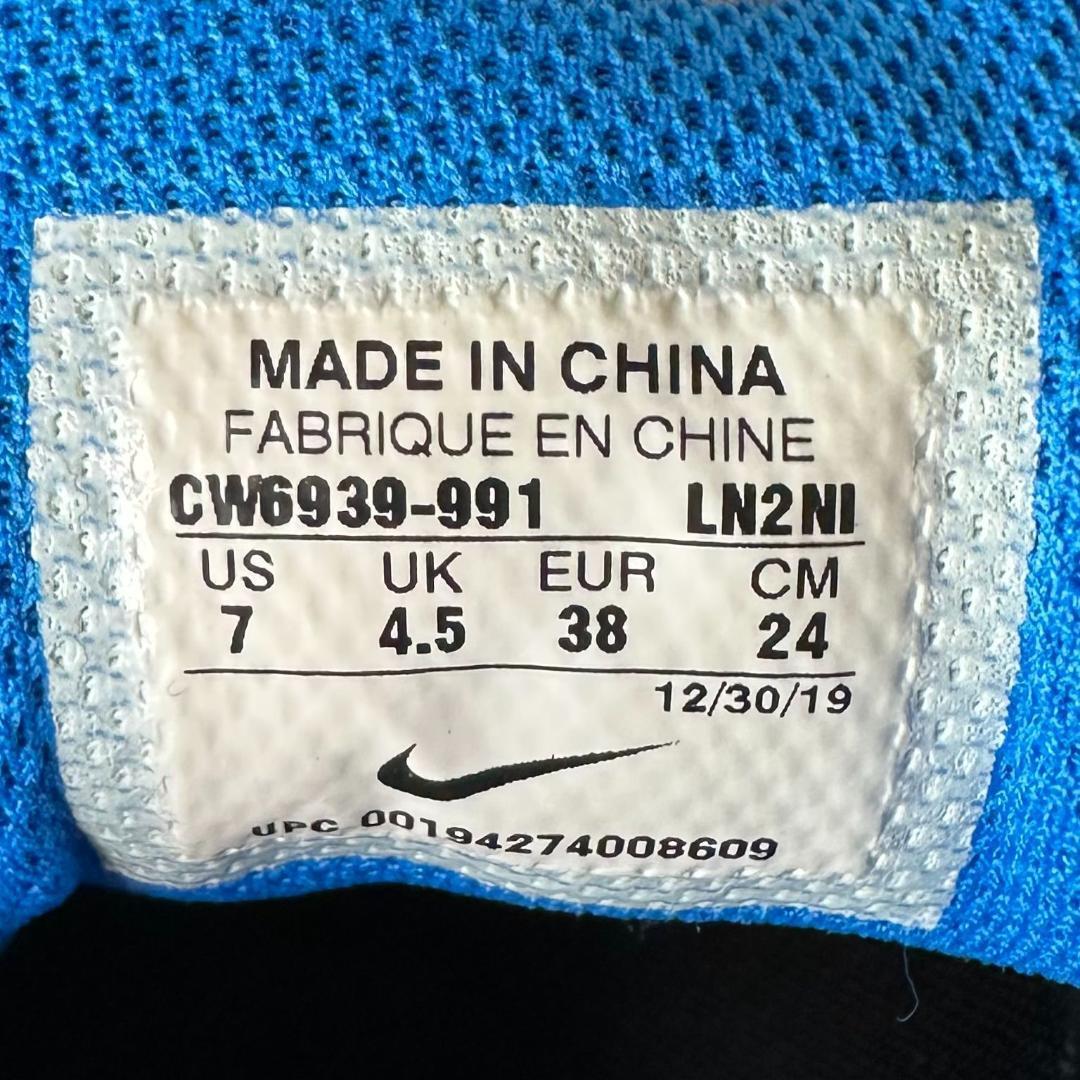 MADE IN CHINA
FABRIQUE EN CHINE
CW6939-991 LN2NI
US UK EUR CM
7 4.5 38 24
12/30/19
UPC 00194274008609